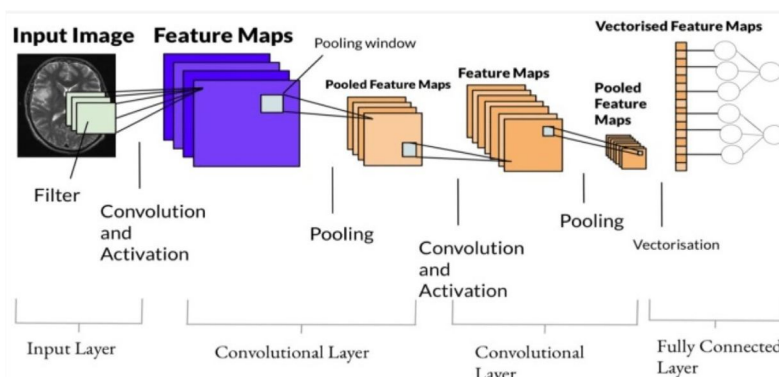 Input Image
Feature Maps
Pooling window
Pooled Feature Maps
Feature Maps
Pooled
Feature
Maps
Vectorised Feature Maps
Filter
Convolution
and
Activation
Pooling
Convolution
and
Activation
Pooling
Vectorisation
Input Layer
Convolutional Layer
Convolutional
Layer
Fully Connected
Layer